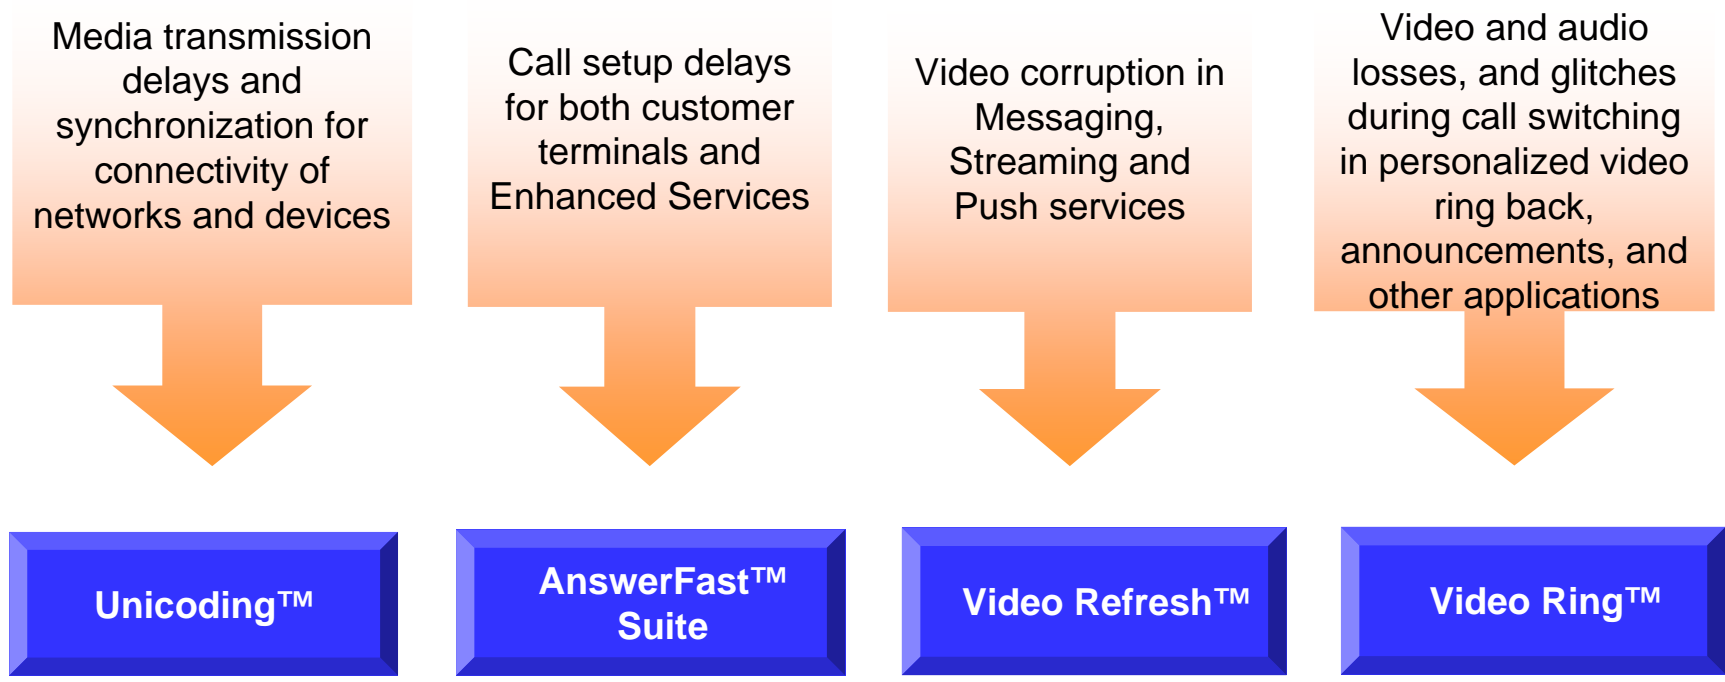 Media transmission
delays and
synchronization for
connectivity of
networks and devices
Call setup delays
for both customer
terminals and
Enhanced Services
Video corruption in
Messaging,
Streaming and
Push services
Video and audio
losses, and glitches
during call switching
in personalized video
ring back,
announcements, and
other applications
Unicoding™
AnswerFast™
Suite
Video Refresh™
Video Ring™